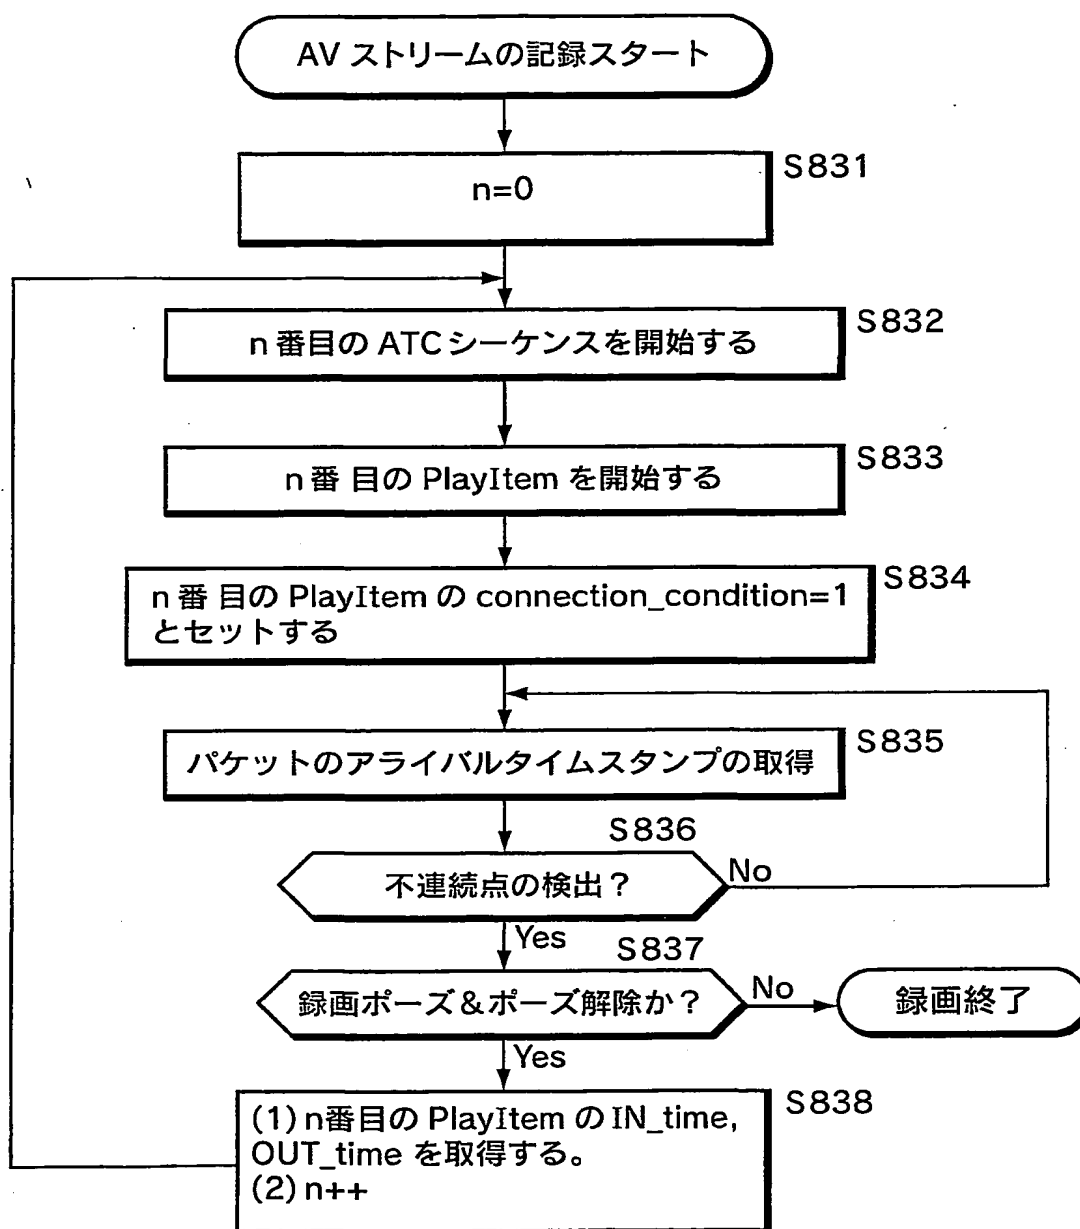 AV ストリームの記録スタート
S831
n=0
S832
n 番目の ATC シーケンスを開始する
S833
n 番 目の PlayItem を開始する
S834
n 番 目の PlayItem の connection_condition=1
とセットする
S835
パケットのアライバルタイムスタンプの取得
S836
不連続点の検出？
No
Yes
S837
録画ポーズ＆ポーズ解除か？
No
録画終了
Yes
S838
(1) n番目の PlayItem の IN_time,
OUT_time を取得する。
(2) n++